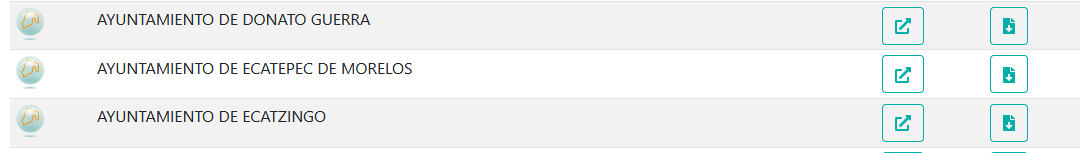 AYUNTAMIENTO DE DONATO GUERRA
AYUNTAMIENTO DE ECATEPEC DE MORELOS
AYUNTAMIENTO DE ECATZINGO